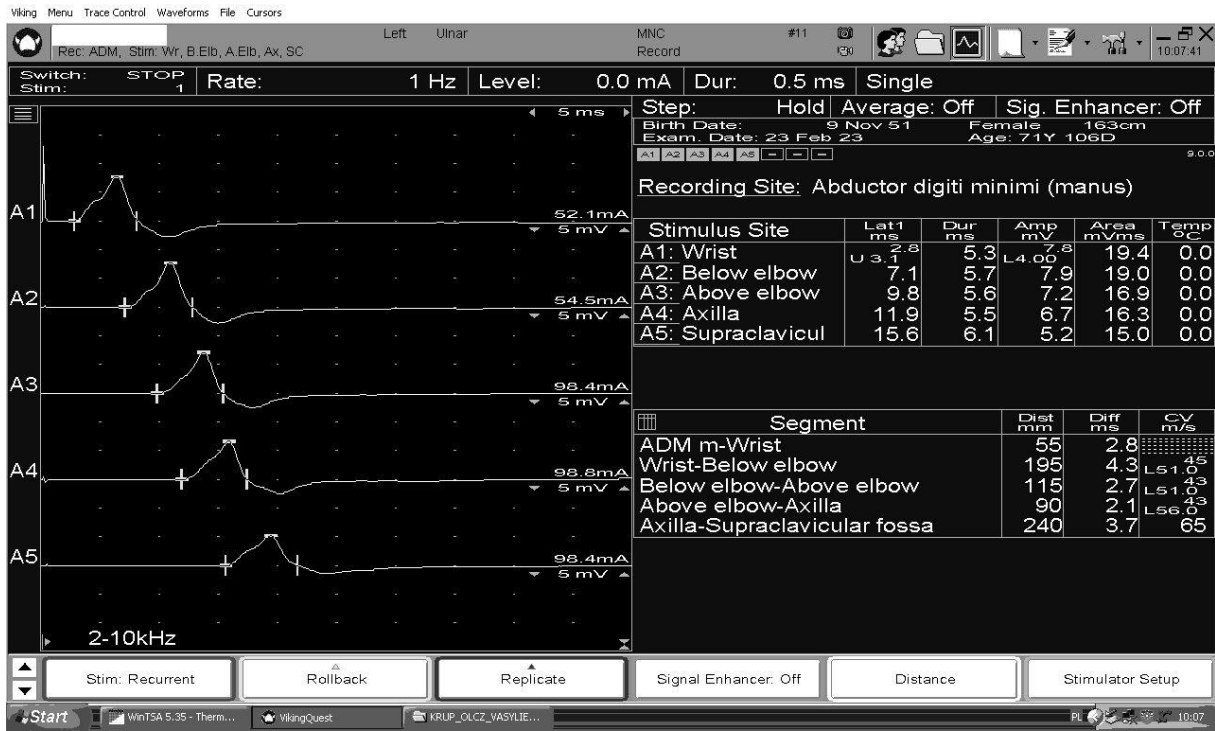 Viking Menu Trace Control Waveforms File Cursors
Left Ulnar MNC #11
Rec: ADM, Stim: Wr, B.Elb, A.Elb, Ax, SC Record 10:07:41
Switch: STOP Rate: 1 Hz Level: 0.0 mA Dur: 0.5 ms Single
Stim: 1
5 ms Step: Hold Average: Off Sig. Enhancer: Off
Birth Date: 9 Nov 51 Female 163cm
Exam. Date: 23 Feb 23 Age: 71Y 106D
A1 A2 A3 A4 A5 9.0.0
Recording Site: Abductor digiti minimi (manus)
A1 52.1mA
5 mV
A2 54.5mA
5 mV
A3 98.4mA
5 mV
A4 98.8mA
5 mV
A5 98.4mA
5 mV
2-10kHz
Stimulus Site Lat1 ms Dur ms Amp mV Area mVms Temp °C
A1: Wrist U 3.1 2.8 5.3 L4.00 7.8 19.4 0.0
A2: Below elbow 7.1 5.7 7.9 19.0 0.0
A3: Above elbow 9.8 5.6 7.2 16.9 0.0
A4: Axilla 11.9 5.5 6.7 16.3 0.0
A5: Supraclavicul 15.6 6.1 5.2 15.0 0.0
Segment Dist mm Diff ms CV m/s
ADM m-Wrist 55 2.8
Wrist-Below elbow 195 4.3 L51.0 45
Below elbow-Above elbow 115 2.7 L51.0 43
Above elbow-Axilla 90 2.1 L56.0 43
Axilla-Supraclavicular fossa 240 3.7 65
Stim: Recurrent Rollback Replicate Signal Enhancer: Off Distance Stimulator Setup
Start WinTSA 5.35 - Therm... VikingQuest KRUP_OLCZ_VASYLIE... PL 10:07